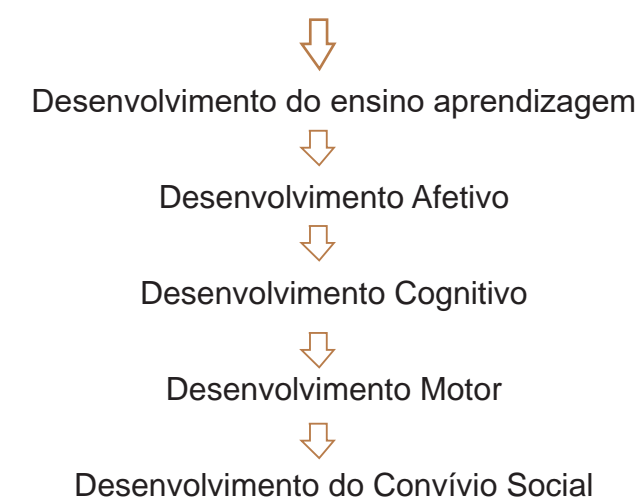 Desenvolvimento do ensino aprendizagem
Desenvolvimento Afetivo
Desenvolvimento Cognitivo
Desenvolvimento Motor
Desenvolvimento do Convívio Social